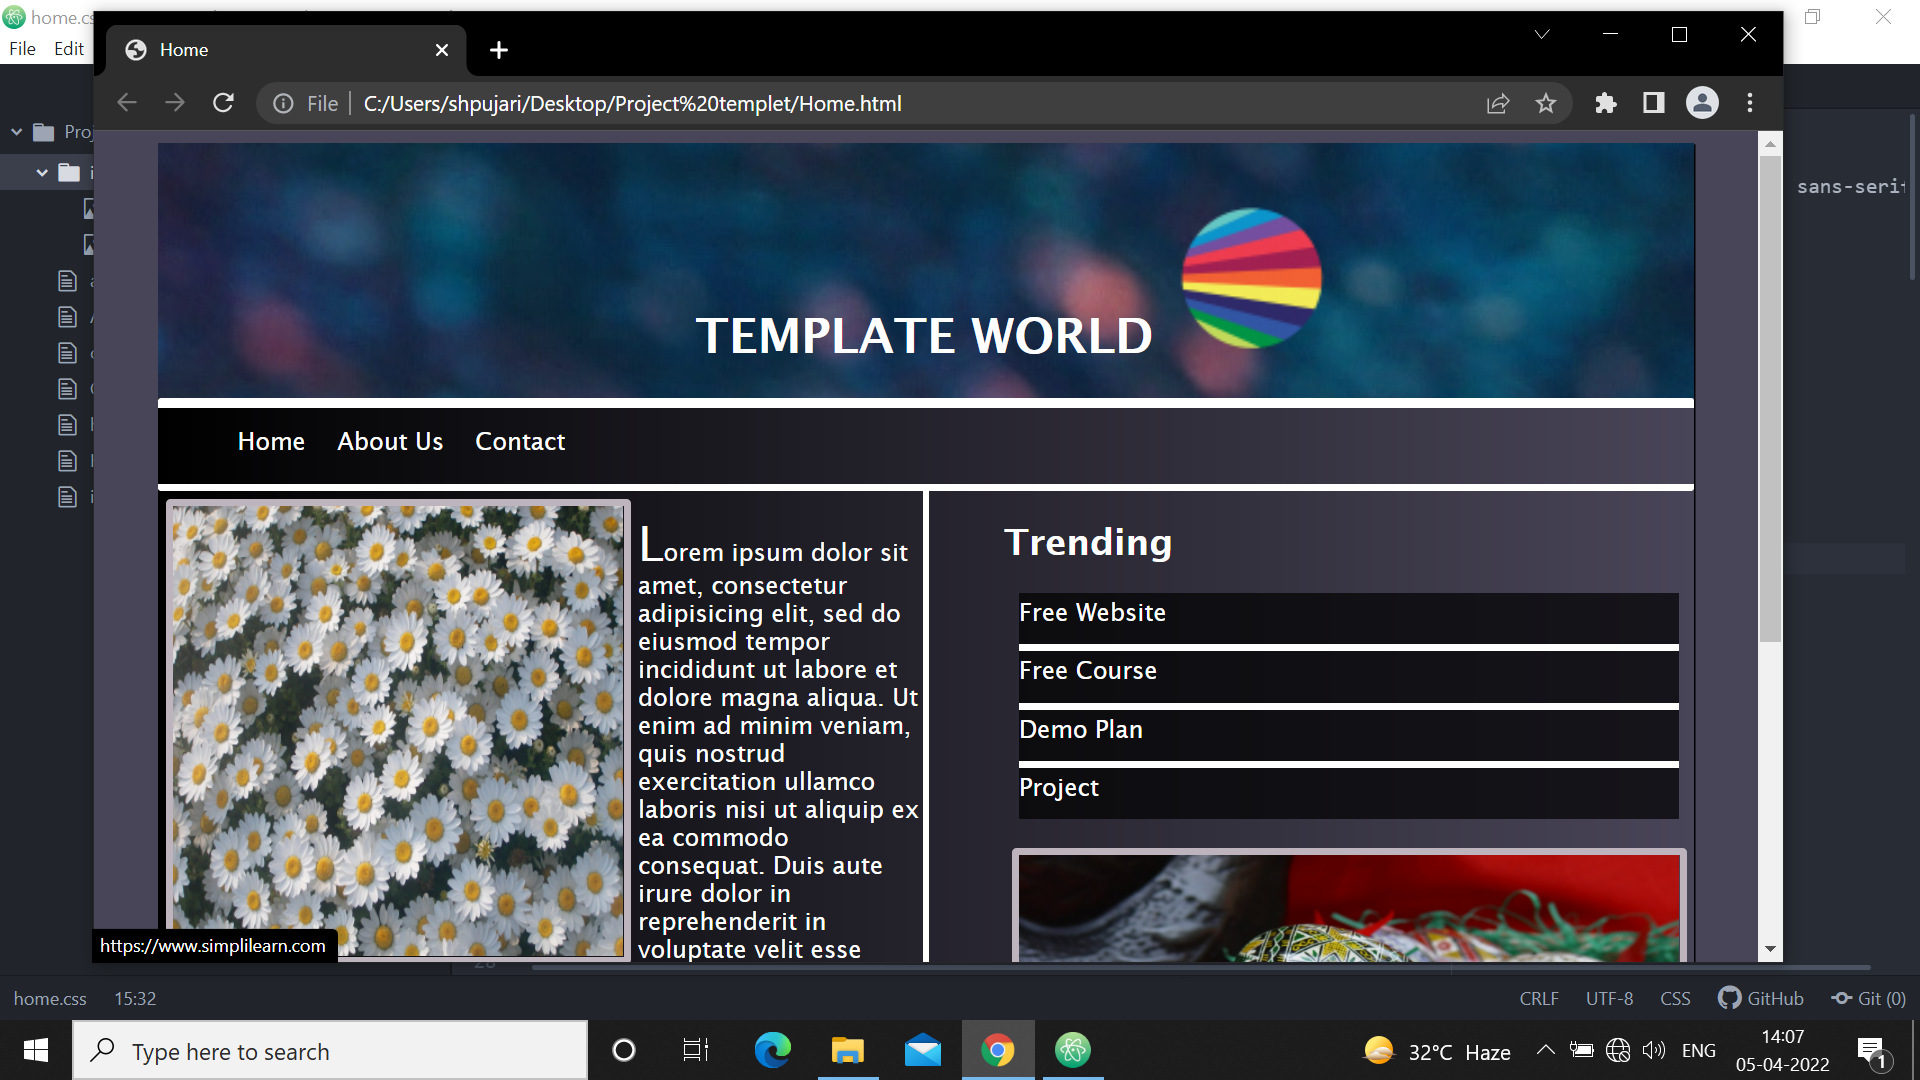 home.cs
File Edit
Home
File
C:/Users/shpujari/Desktop/Project%20templet/Home.html
Proj
sans-serif
TEMPLATE WORLD
Home About Us Contact
Lorem ipsum dolor sit
amet, consectetur
adipisicing elit, sed do
eiusmod tempor
incididunt ut labore et
dolore magna aliqua. Ut
enim ad minim veniam,
quis nostrud
exercitation ullamco
laboris nisi ut aliquip ex
ea commodo
consequat. Duis aute
irure dolor in
reprehenderit in
voluptate velit esse
Trending
Free Website
Free Course
Demo Plan
Project
https://www.simplilearn.com
home.css 15:32 CRLF UTF-8 CSS GitHub Git (0)
Type here to search
32°C Haze
ENG
14:07
05-04-2022
1